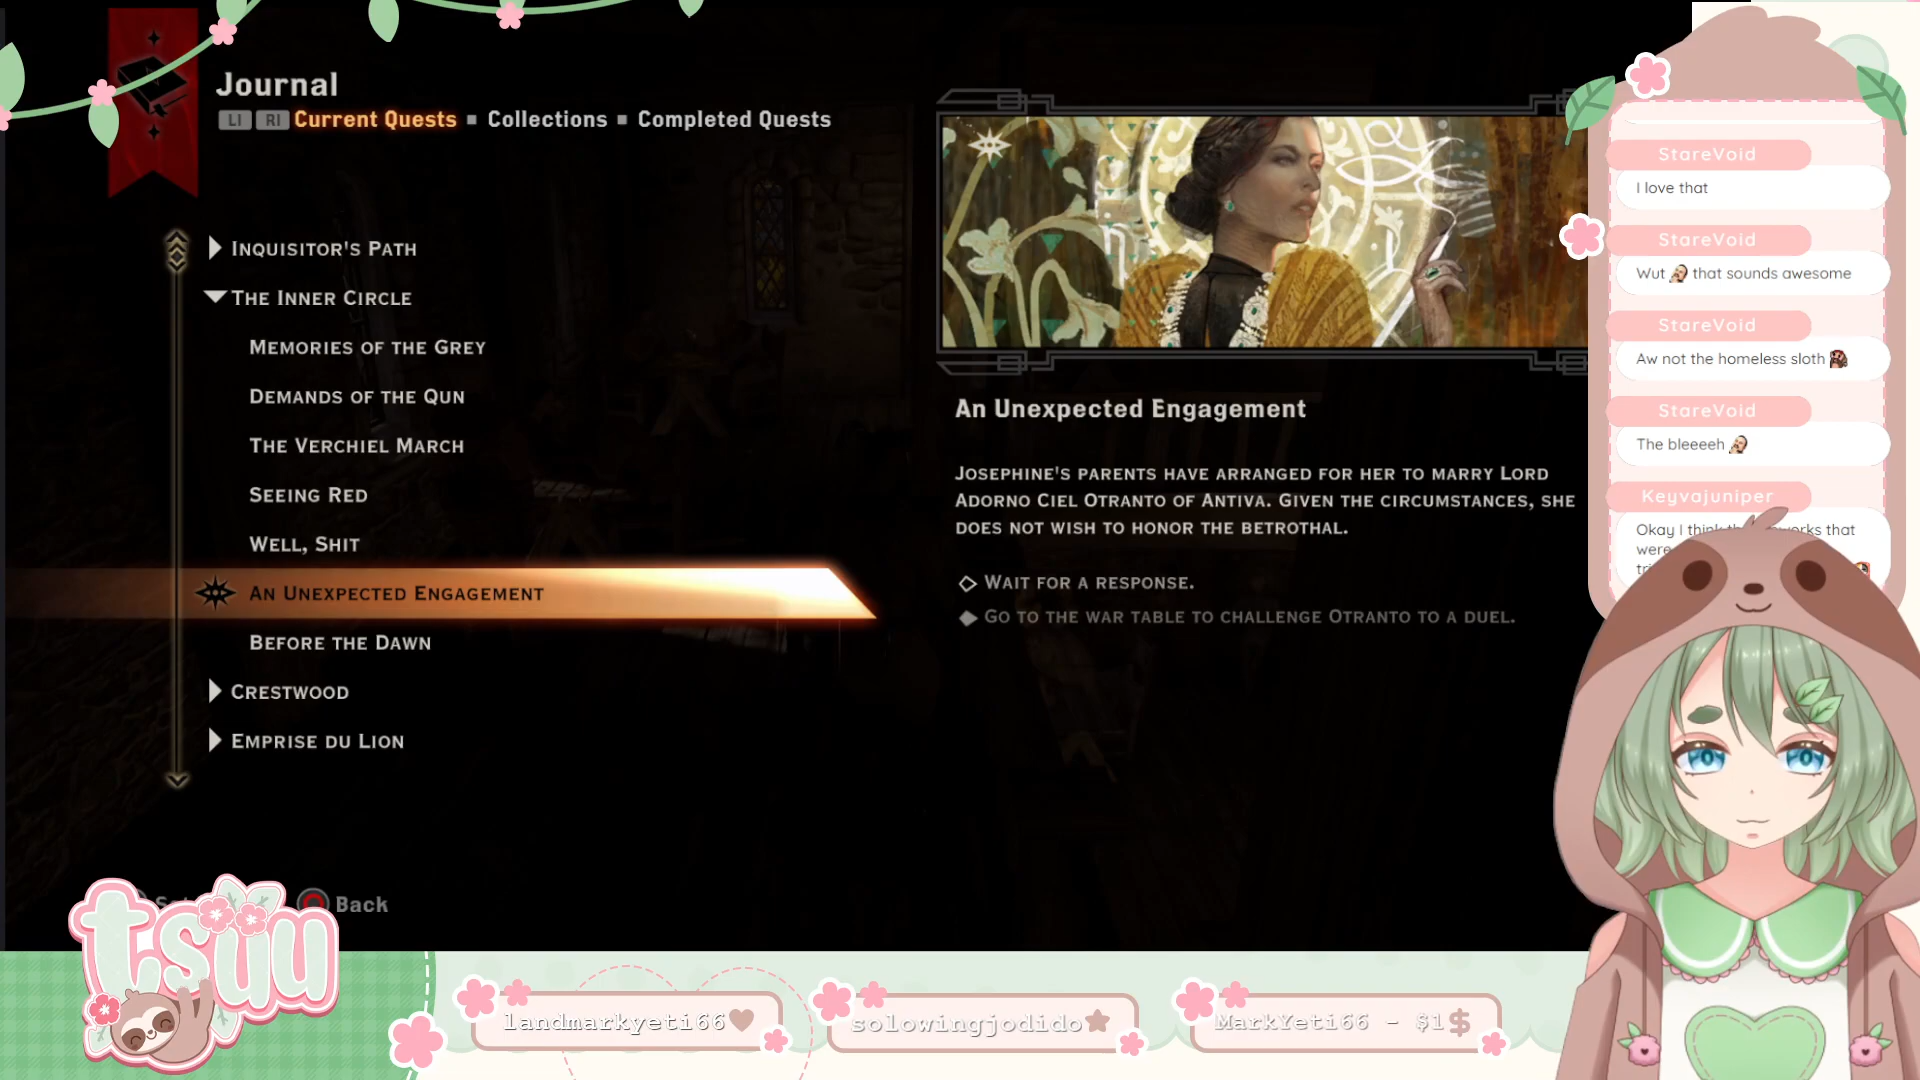 Journal
L1 R1 Current Quests ■ Collections ■ Completed Quests
INQUISITOR'S PATH
THE INNER CIRCLE
MEMORIES OF THE GREY
DEMANDS OF THE QUN
THE VERCHIEL MARCH
SEEING RED
WELL, SHIT
AN UNEXPECTED ENGAGEMENT
BEFORE THE DAWN
CRESTWOOD
EMPRISE DU LION
Back
An Unexpected Engagement
JOSEPHINE'S PARENTS HAVE ARRANGED FOR HER TO MARRY LORD
ADORNO CIEL OTRANTO OF ANTIVA. GIVEN THE CIRCUMSTANCES, SHE
DOES NOT WISH TO HONOR THE BETROTHAL.
WAIT FOR A RESPONSE.
GO TO THE WAR TABLE TO CHALLENGE OTRANTO TO A DUEL.
StareVoid
I love that
StareVoid
Wut that sounds awesome
StareVoid
Aw not the homeless sloth
StareVoid
The bleeeeh
Keyvajuniper
Okay I think that
were
tsuu
landmarkyeti66
solowingjodido
MarkYeti66 - $1